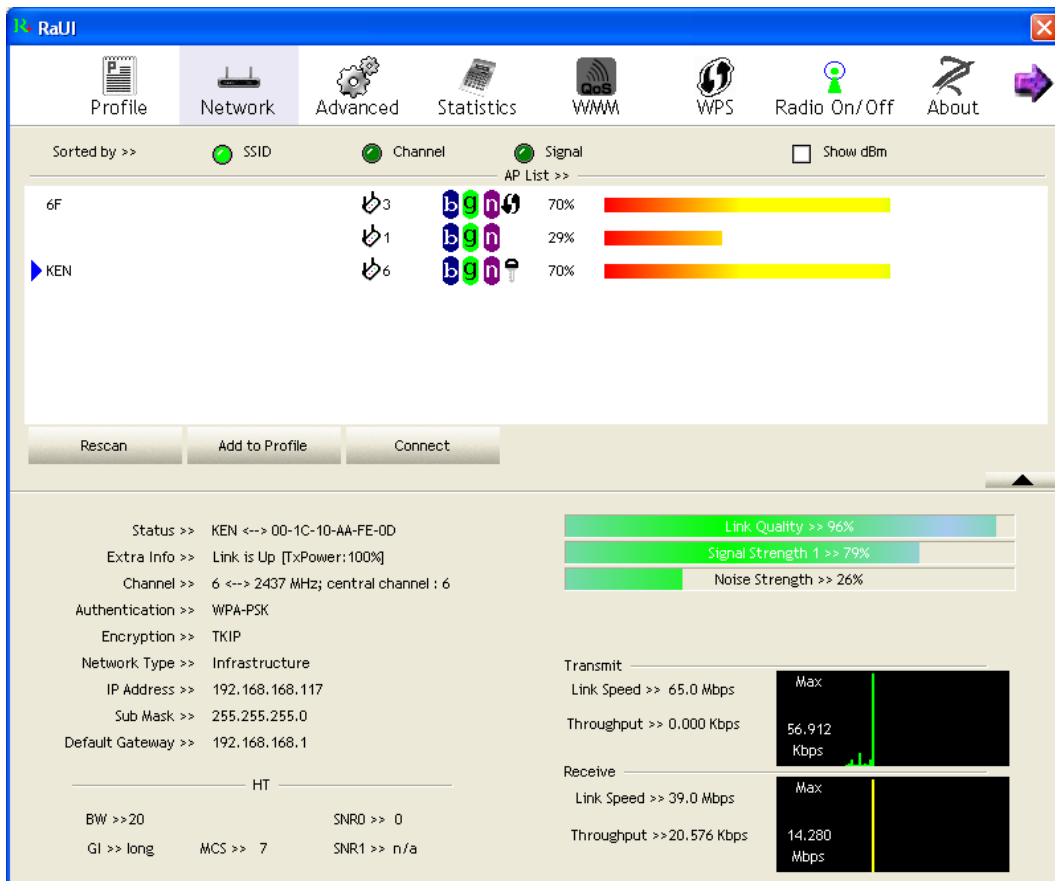 RaUI
Profile Network Advanced Statistics QoS WMM WPS Radio On/Off About
Sorted by >> SSID Channel Signal Show dBm
AP List >>
6F 3 b g n 70%
1 b g n 29%
KEN 6 b g n 70%
Rescan Add to Profile Connect
Status >> KEN <--> 00-1C-10-AA-FE-0D
Extra Info >> Link is Up [TxPower:100%]
Channel >> 6 <--> 2437 MHz; central channel : 6
Authentication >> WPA-PSK
Encryption >> TKIP
Network Type >> Infrastructure
IP Address >> 192.168.168.117
Sub Mask >> 255.255.255.0
Default Gateway >> 192.168.168.1
HT
BW >>20 SNR0 >> 0
GI >> long MCS >> 7 SNR1 >> n/a
Link Quality >> 96%
Signal Strength 1 >> 79%
Noise Strength >> 26%
Transmit
Link Speed >> 65.0 Mbps
Throughput >> 0.000 Kbps
Max
56.912
Kbps
Receive
Link Speed >> 39.0 Mbps
Throughput >>20.576 Kbps
Max
14.280
Mbps